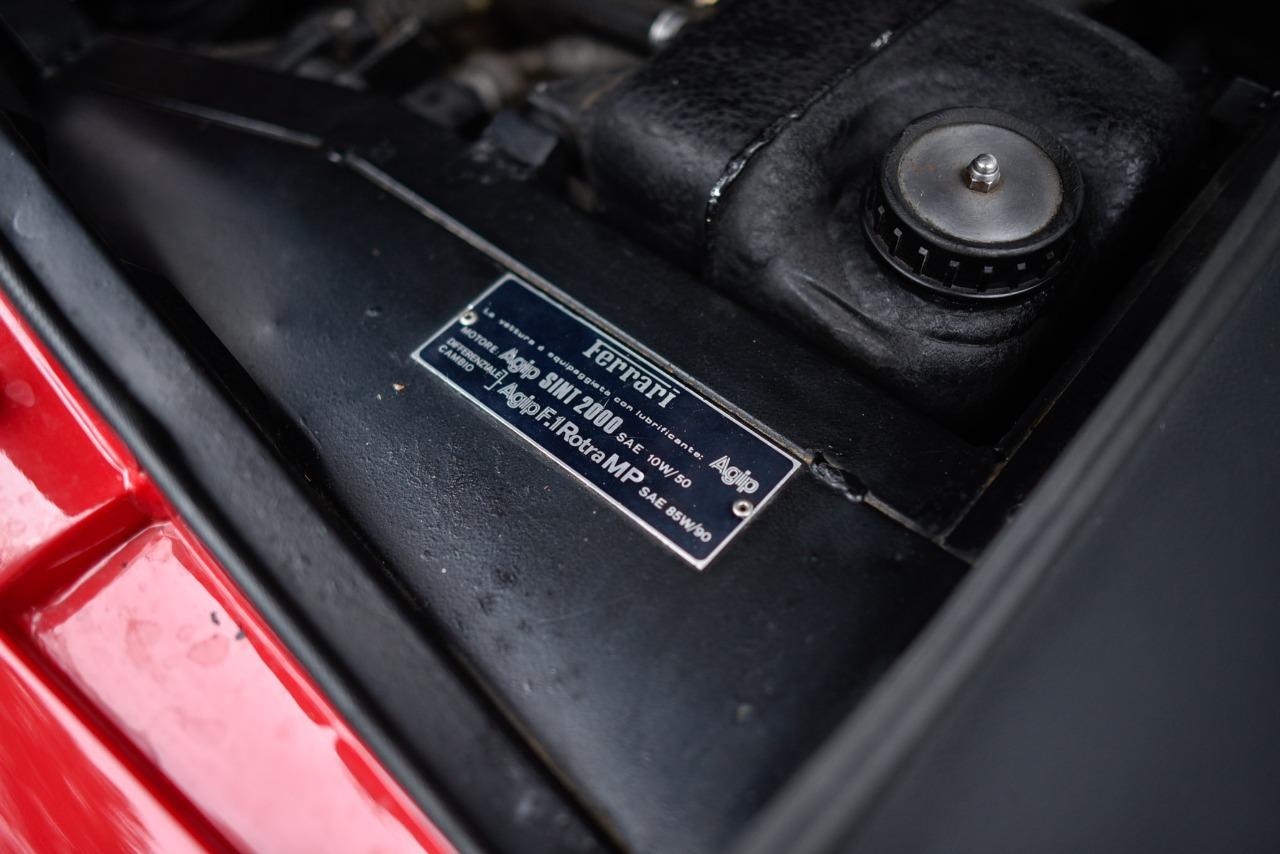 Ferrari
La vettura è equipaggiata con lubrificante: Agip
MOTORE Agip SINT 2000 SAE 10W/50
DIFFERENZIALE
CAMBIO } Agip F.1 Rotra MP SAE 85W/90